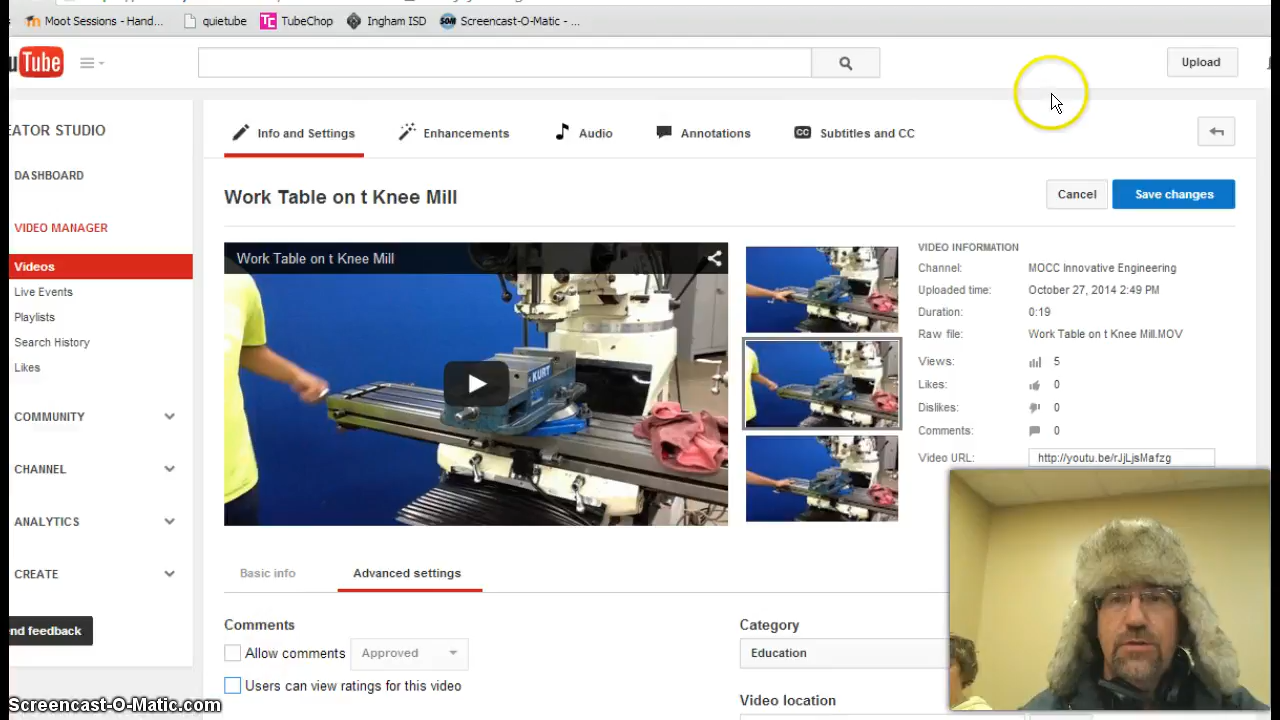 Moot Sessions - Hand... quietube TubeChop Ingham ISD Screencast-O-Matic - ...
uTube Upload
EATOR STUDIO
Info and Settings Enhancements Audio Annotations CC Subtitles and CC
DASHBOARD
Work Table on t Knee Mill
Cancel Save changes
VIDEO MANAGER
Videos
Live Events
Playlists
Search History
Likes
COMMUNITY
CHANNEL
ANALYTICS
CREATE
nd feedback
Work Table on t Knee Mill
KURT
VIDEO INFORMATION
Channel: MOCC Innovative Engineering
Uploaded time: October 27, 2014 2:49 PM
Duration: 0:19
Raw file: Work Table on t Knee Mill.MOV
Views: 5
Likes: 0
Dislikes: 0
Comments: 0
Video URL: http://youtu.be/rJjLjsMafzg
Basic info Advanced settings
Comments
Allow comments Approved
Users can view ratings for this video
Category
Education
Video location
Screencast-O-Matic.com